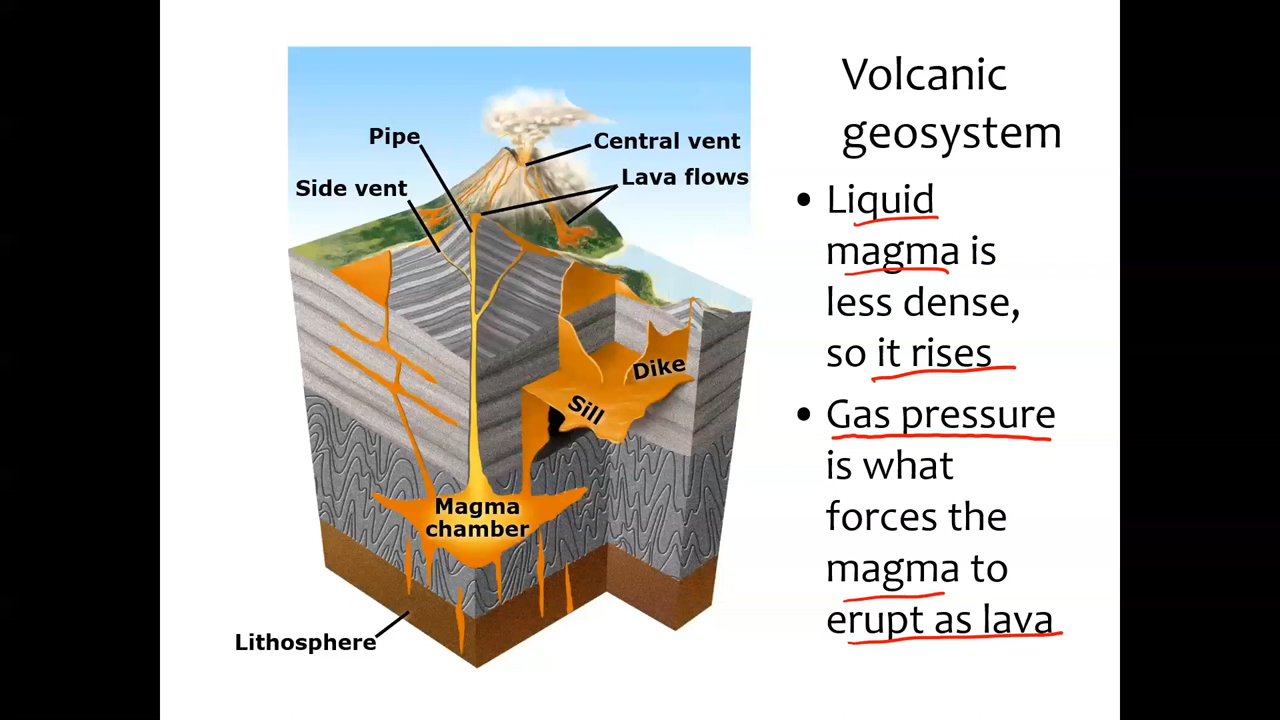 Volcanic
geosystem
• Liquid
magma is
less dense,
so it rises
• Gas pressure
is what
forces the
magma to
erupt as lava
Pipe
Central vent
Side vent
Lava flows
Dike
Sill
Magma
chamber
Lithosphere